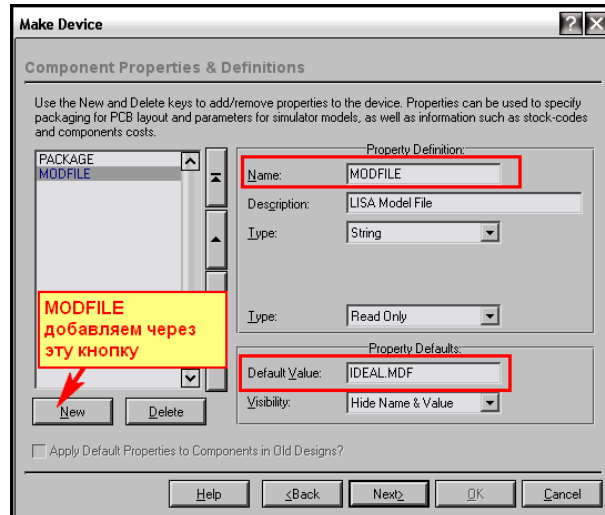 Make Device
Component Properties & Definitions
Use the New and Delete keys to add/remove properties to the device. Properties can be used to specify
packaging for PCB layout and parameters for simulator models, as well as information such as stock-codes
and components costs.
PACKAGE
MODFILE
Property Definition:
Name: MODFILE
Description: LISA Model File
Type: String
Type: Read Only
MODFILE
добавляем через
эту кнопку
Property Defaults:
Default Value: IDEAL.MDF
Visibility: Hide Name & Value
New Delete
Apply Default Properties to Components in Old Designs?
Help <Back Next> OK Cancel